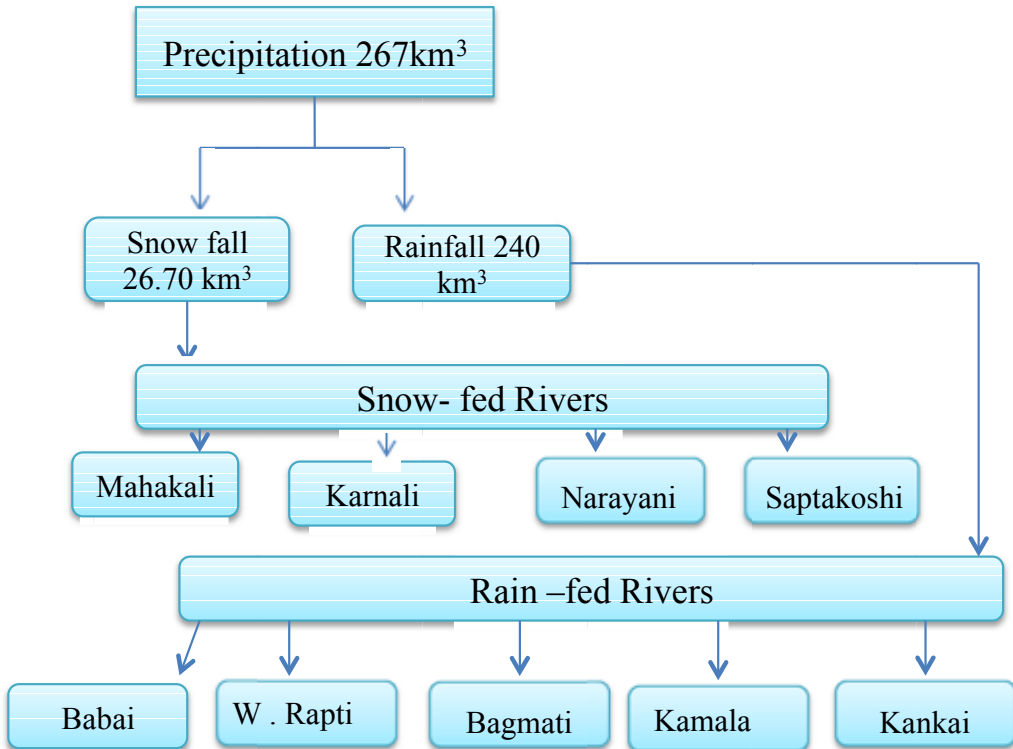 Precipitation 267km³
Snow fall
26.70 km³
Rainfall 240
km³
Snow- fed Rivers
Mahakali
Karnali
Narayani
Saptakoshi
Rain –fed Rivers
Babai
W . Rapti
Bagmati
Kamala
Kankai